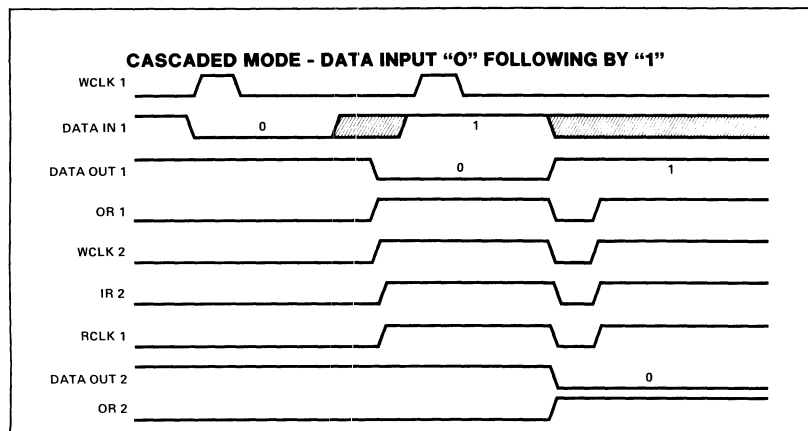 CASCADED MODE - DATA INPUT “O” FOLLOWING BY “1”
WCLK 1
DATA IN 1 0 1
DATA OUT 1 0 1
OR 1
WCLK 2
IR 2
RCLK 1
DATA OUT 2 0
OR 2